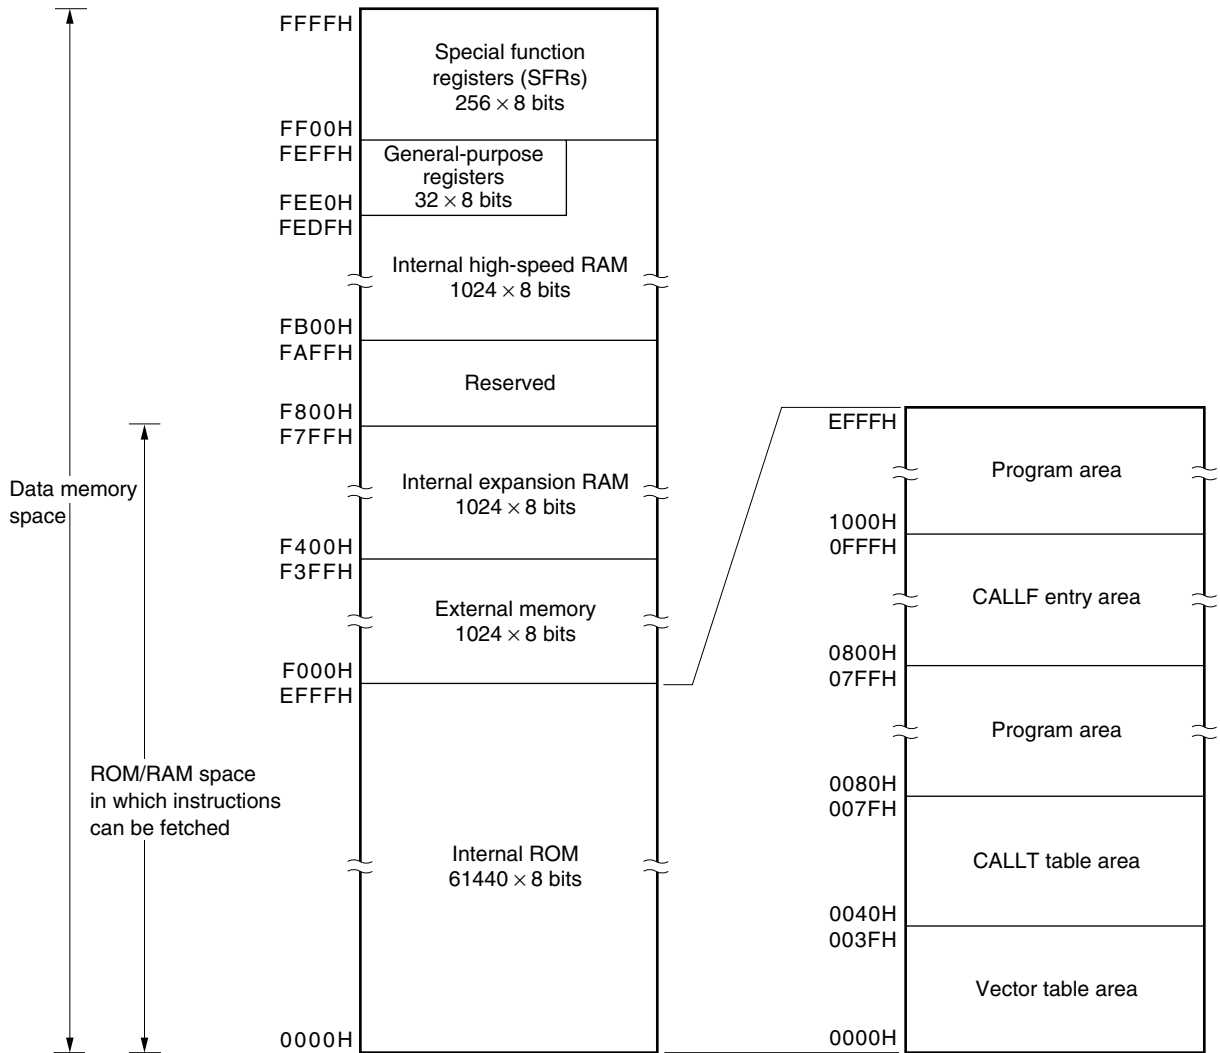 FFFFH
Special function
registers (SFRs)
256 × 8 bits
FF00H
FEFFH
General-purpose
registers
32 × 8 bits
FEE0H
FEDFH
Internal high-speed RAM
1024 × 8 bits
FB00H
FAFFH
Reserved
F800H
F7FFH
Data memory
space
Internal expansion RAM
1024 × 8 bits
F400H
F3FFH
External memory
1024 × 8 bits
F000H
EFFFH
ROM/RAM space
in which instructions
can be fetched
Internal ROM
61440 × 8 bits
0000H
EFFFH
Program area
1000H
0FFFH
CALLF entry area
0800H
07FFH
Program area
0080H
007FH
CALLT table area
0040H
003FH
Vector table area
0000H